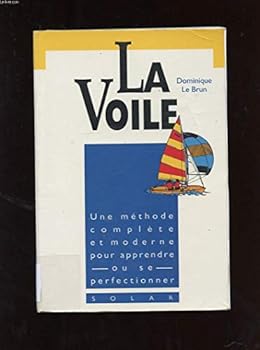 LA
VOILE
Dominique
Le Brun
Une méthode
complète
et moderne
pour apprendre
— ou se —
perfectionner
SOLAR